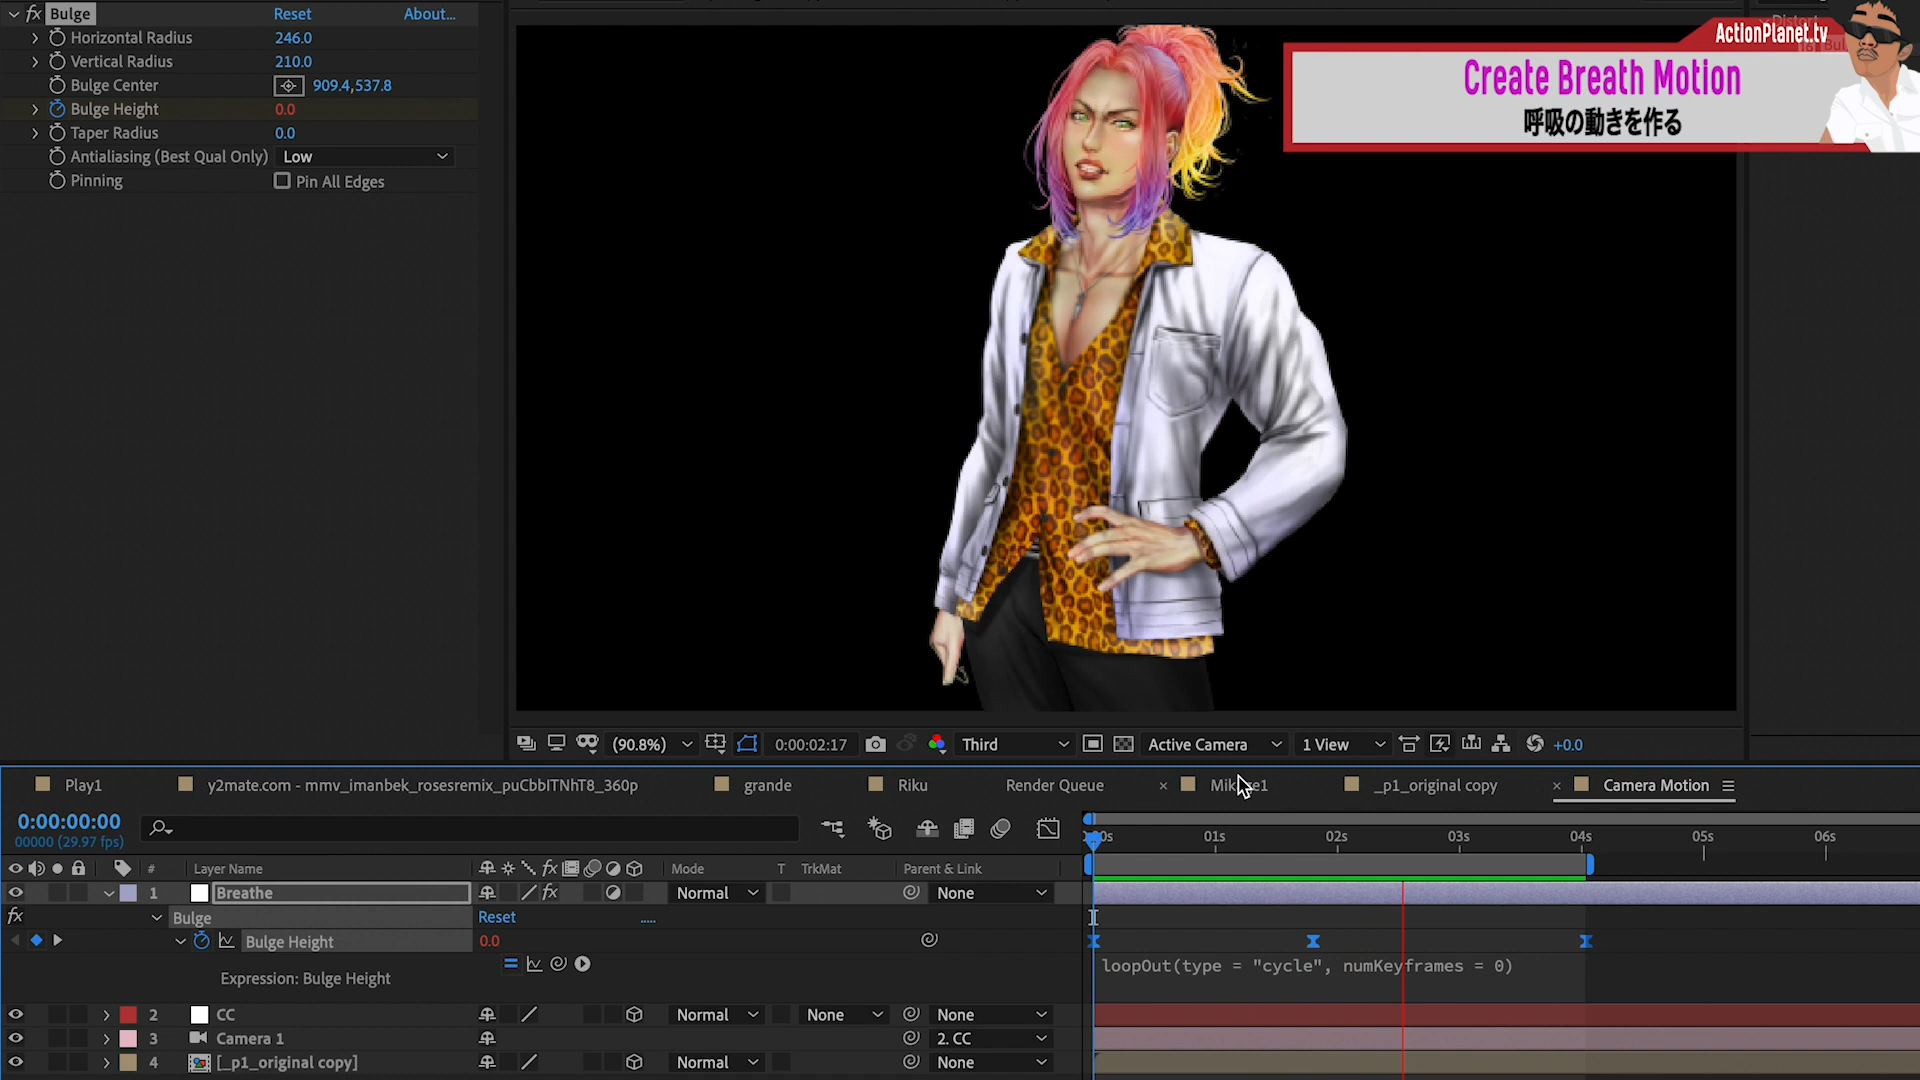 fx Bulge Reset About...
Horizontal Radius 246.0
Vertical Radius 210.0
Bulge Center 909.4,537.8
Bulge Height 0.0
Taper Radius 0.0
Antialiasing (Best Qual Only) Low
Pinning Pin All Edges
ActionPlanet.tv
Create Breath Motion
呼吸の動きを作る
(90.8%) 0:00:02:17 Third Active Camera 1 View +0.0
Play1 y2mate.com - mmv_imanbek_rosesremix_puCbbITNhT8_360p grande Riku Render Queue × _p1_original copy × Camera Motion
0:00:00:00
00000 (29.97 fps)
01s 02s 03s 04s 05s 06s
# Layer Name fx Mode T TrkMat Parent & Link
1 Breathe fx Normal None
fx Bulge Reset .....
Bulge Height 0.0
Expression: Bulge Height loopOut(type = "cycle", numKeyframes = 0)
2 CC Normal None None
3 Camera 1 2. CC
4 [_p1_original copy] Normal None